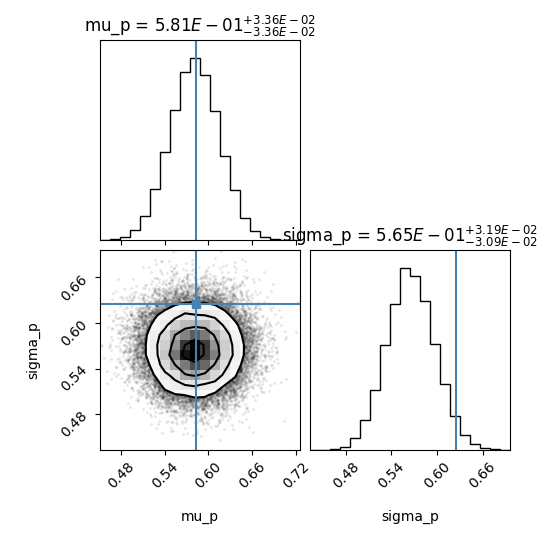 mu_p = 5.81E − 01+3.36E − 02 −3.36E − 02
sigma_p = 5.65E − 01+3.19E − 02 −3.09E − 02
0.66
0.60
0.54
0.48
sigma_p
0.48 0.54 0.60 0.66 0.72
0.48 0.54 0.60 0.66
mu_p
sigma_p